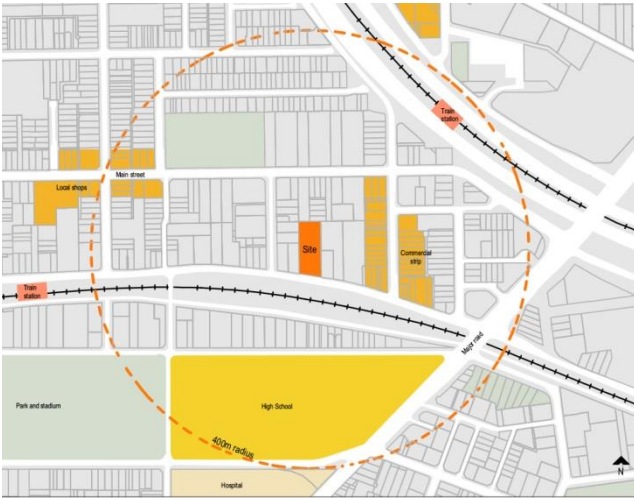 Train
station
Main street
Local shops
Site
Commercial
strip
Train
station
Major road
Park and stadium
High School
400m radius
Hospital
N